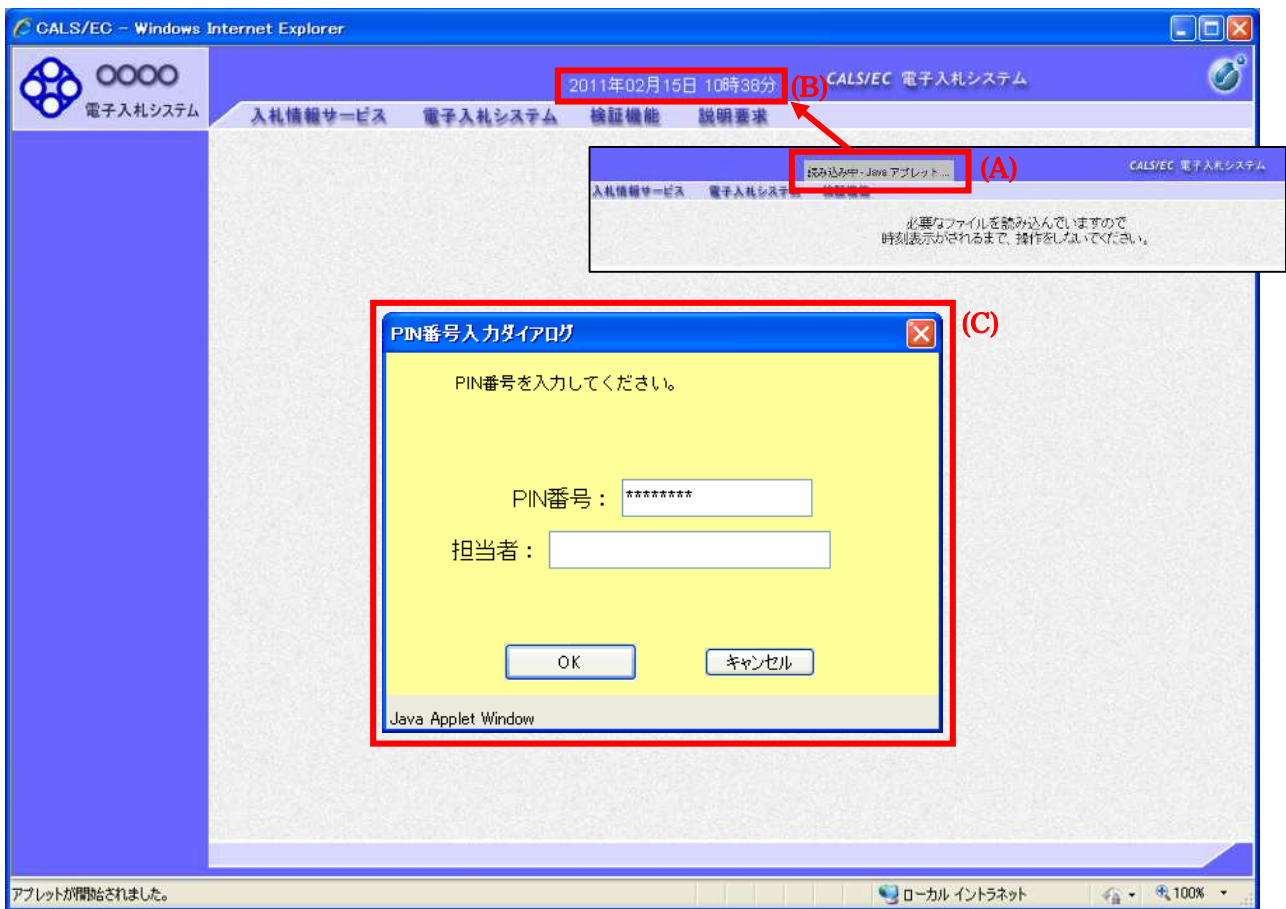 CALS/EC - Windows Internet Explorer
○○○○
電子入札システム
2011年02月15日 10時38分
(B)
CALS/EC 電子入札システム
入札情報サービス 電子入札システム 検証機能 説明要求
読み込み中 - Java アプレット...
(A)
CALS/EC 電子入札システム
入札情報サービス 電子入札システム 検証機能
必要なファイルを読み込んでいますので
時刻表示がされるまで、操作をしないでください。
(C)
PIN番号入力ダイアログ
PIN番号を入力してください。
PIN番号： ********
担当者：
OK キャンセル
Java Applet Window
アプレットが開始されました。
ローカル イントラネット
100%